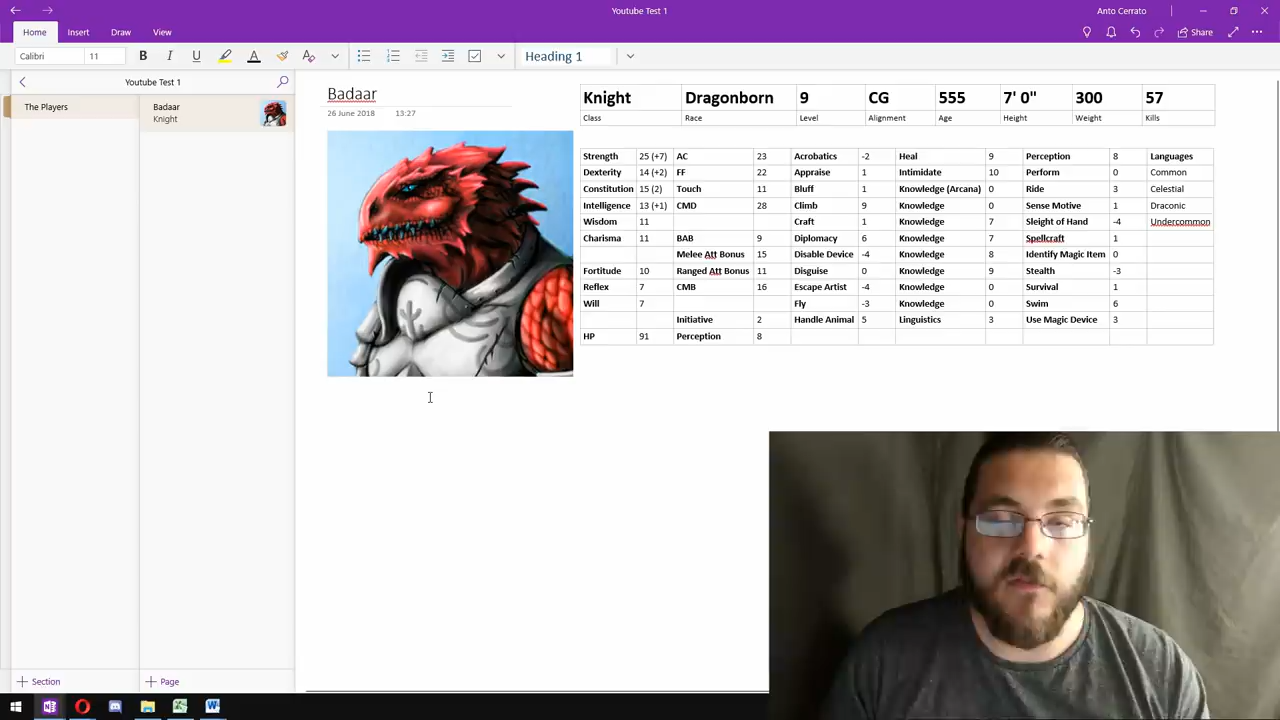 Youtube Test 1
Anto Cerrato
Home Insert Draw View
Share
Calibri 11 B I U A Heading 1
Youtube Test 1
The Players
Badaar
Knight
Badaar
26 June 2018 13:27
Knight Dragonborn 9 CG 555 7' 0" 300 57
Class Race Level Alignment Age Height Weight Kills
Strength 25 (+7) AC 23 Acrobatics -2 Heal 9 Perception 8 Languages
Dexterity 14 (+2) FF 22 Appraise 1 Intimidate 10 Perform 0 Common
Constitution 15 (2) Touch 11 Bluff 1 Knowledge (Arcana) 0 Ride 3 Celestial
Intelligence 13 (+1) CMD 28 Climb 9 Knowledge 0 Sense Motive 1 Draconic
Wisdom 11 Craft 1 Knowledge 7 Sleight of Hand -4 Undercommon
Charisma 11 BAB 9 Diplomacy 6 Knowledge 7 Spellcraft 1
Melee Att Bonus 15 Disable Device -4 Knowledge 8 Identify Magic Item 0
Fortitude 10 Ranged Att Bonus 11 Disguise 0 Knowledge 9 Stealth -3
Reflex 7 CMB 16 Escape Artist -4 Knowledge 0 Survival 1
Will 7 Fly -3 Knowledge 0 Swim 6
Initiative 2 Handle Animal 5 Linguistics 3 Use Magic Device 3
HP 91 Perception 8
+ Section + Page